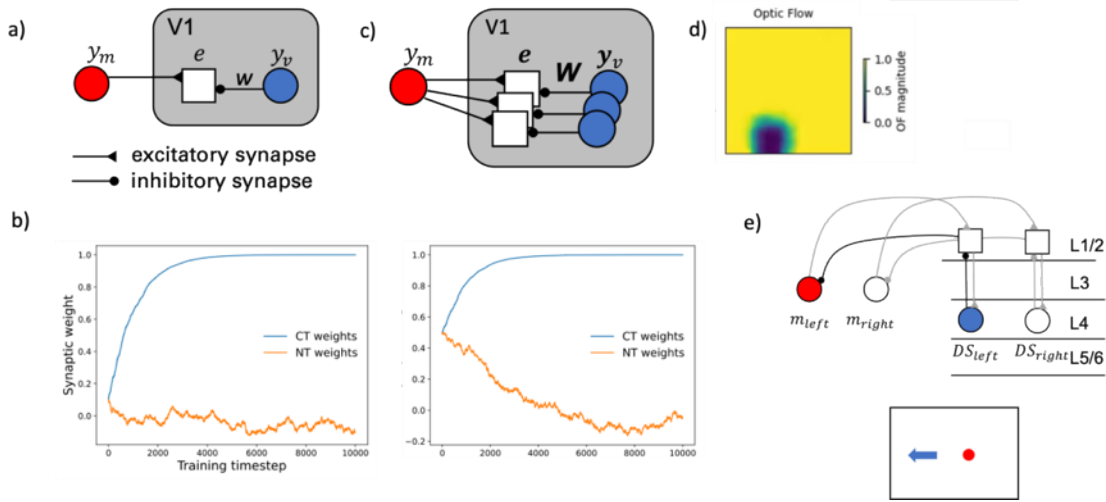 a)
V1
y_m
e
y_v
w
excitatory synapse
inhibitory synapse
c)
V1
y_m
e
W
y_v
d)
Optic Flow
1.0
0.5
0.0
OF magnitude
b)
Synaptic weight
1.0
0.8
0.6
0.4
0.2
0.0
CT weights
NT weights
0 2000 4000 6000 8000 10000
Training timestep
1.0
0.8
0.6
0.4
0.2
0.0
−0.2
CT weights
NT weights
0 2000 4000 6000 8000 10000
e)
L1/2
L3
m_left m_right
L4
DS_left DS_right L5/6